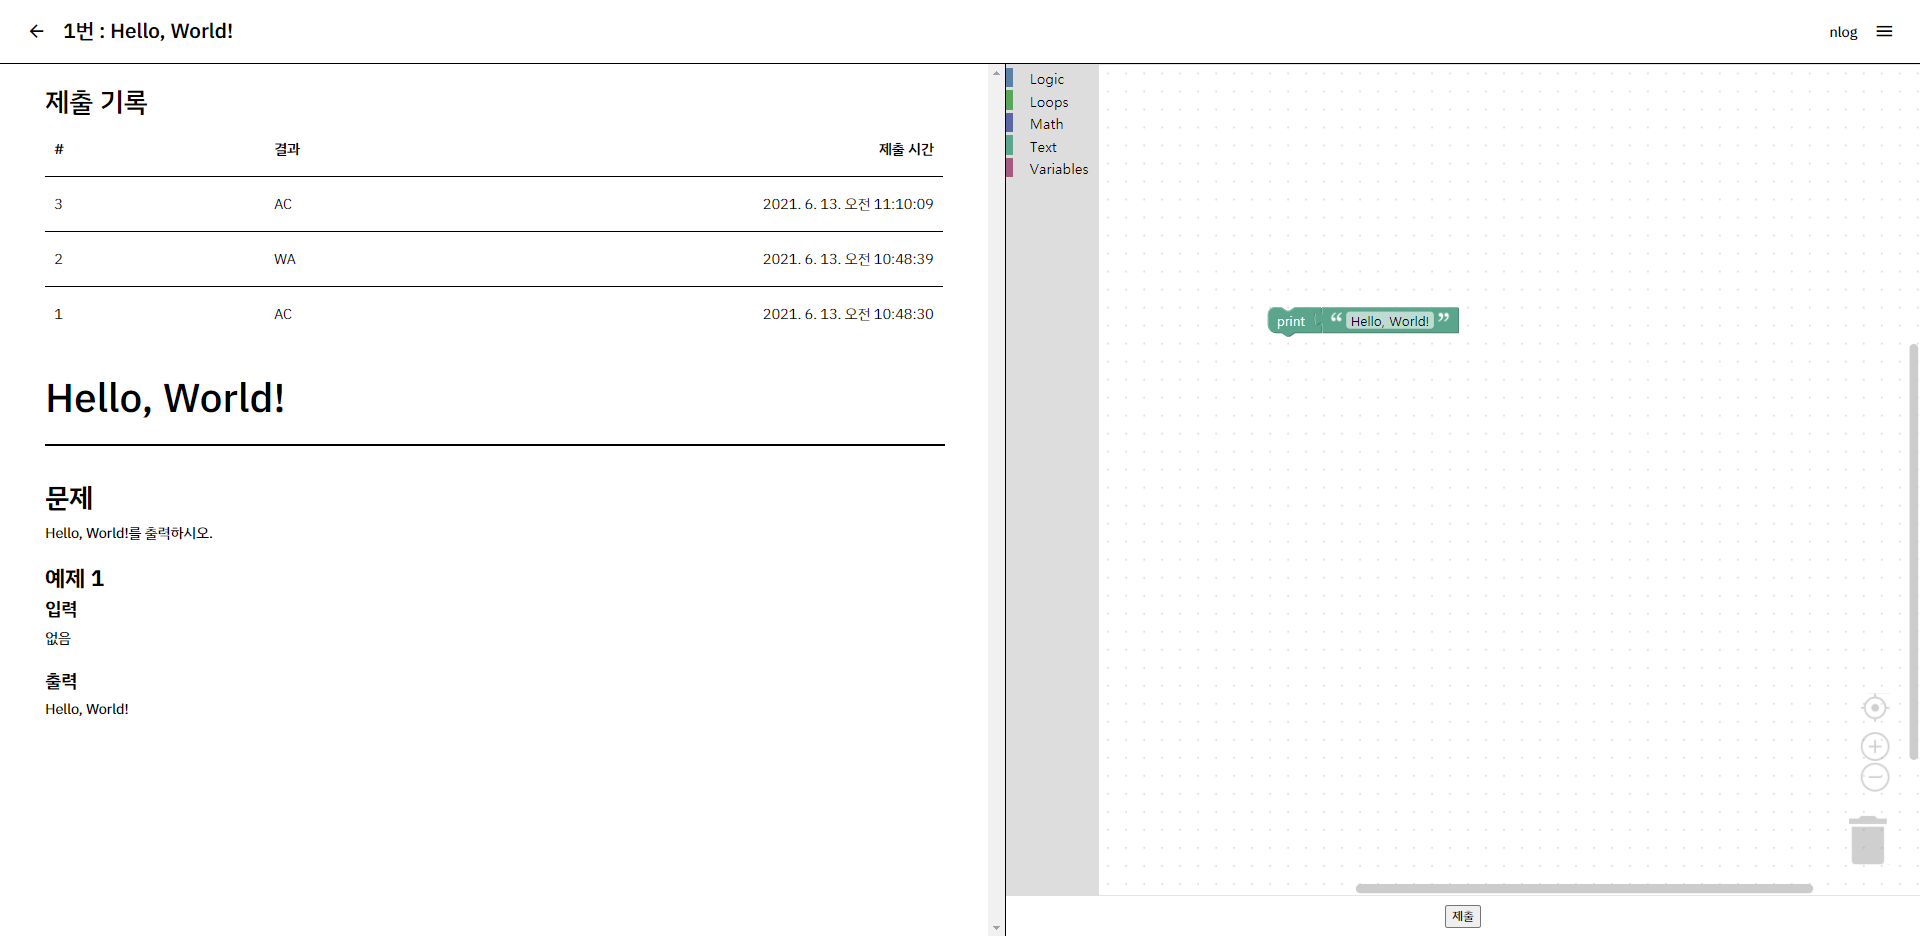 1번 : Hello, World!
nlog
제출 기록
# 결과 제출 시간
3 AC 2021. 6. 13. 오전 11:10:09
2 WA 2021. 6. 13. 오전 10:48:39
1 AC 2021. 6. 13. 오전 10:48:30
Hello, World!
문제
Hello, World!를 출력하시오.
예제 1
입력
없음
출력
Hello, World!
Logic
Loops
Math
Text
Variables
print “ Hello, World! ”
제출